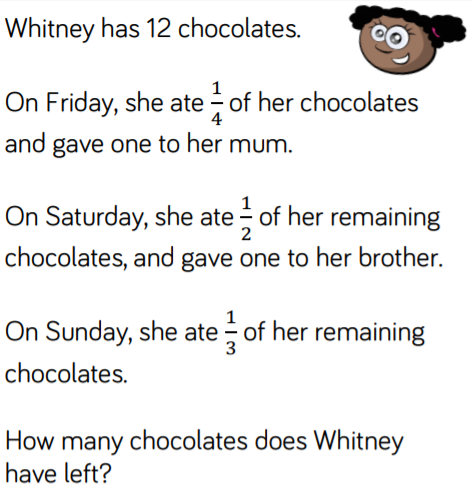 Whitney has 12 chocolates.
On Friday, she ate 1/4 of her chocolates
and gave one to her mum.
On Saturday, she ate 1/2 of her remaining
chocolates, and gave one to her brother.
On Sunday, she ate 1/3 of her remaining
chocolates.
How many chocolates does Whitney
have left?